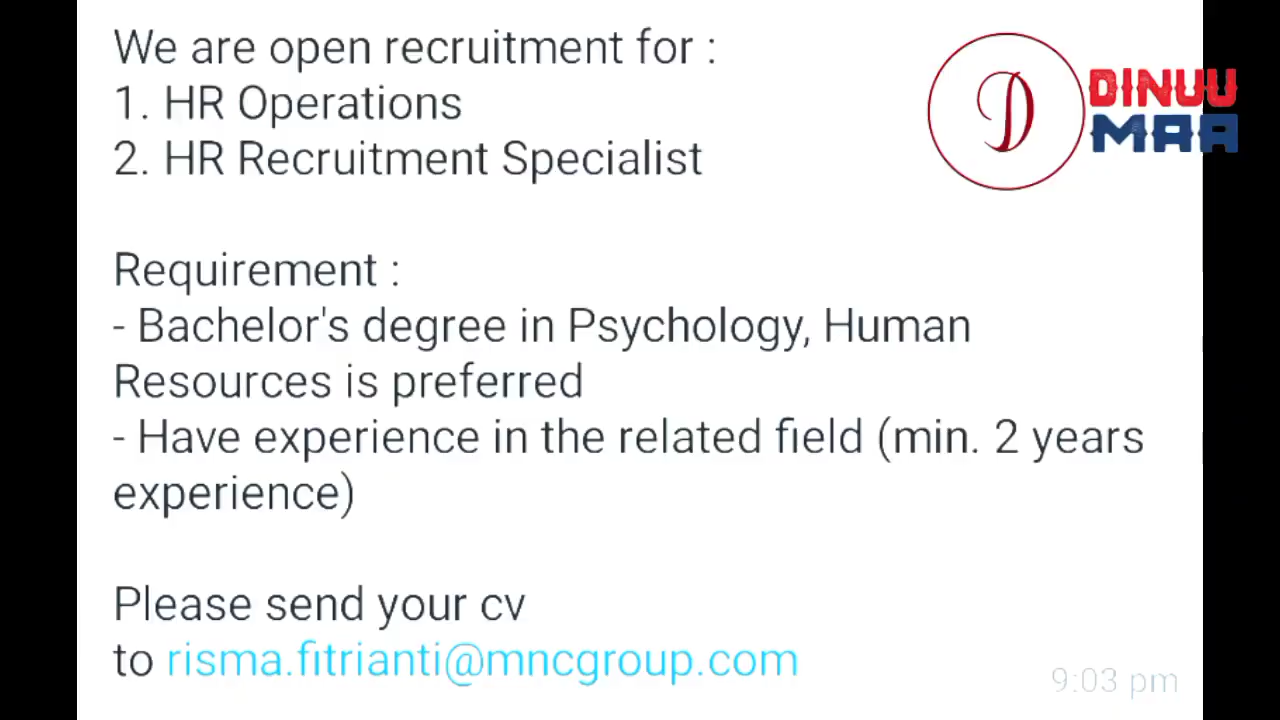 We are open recruitment for :
1. HR Operations
2. HR Recruitment Specialist
D
DINUU
MAA
Requirement :
- Bachelor's degree in Psychology, Human
Resources is preferred
- Have experience in the related field (min. 2 years
experience)
Please send your cv
to risma.fitrianti@mncgroup.com
9:03 pm